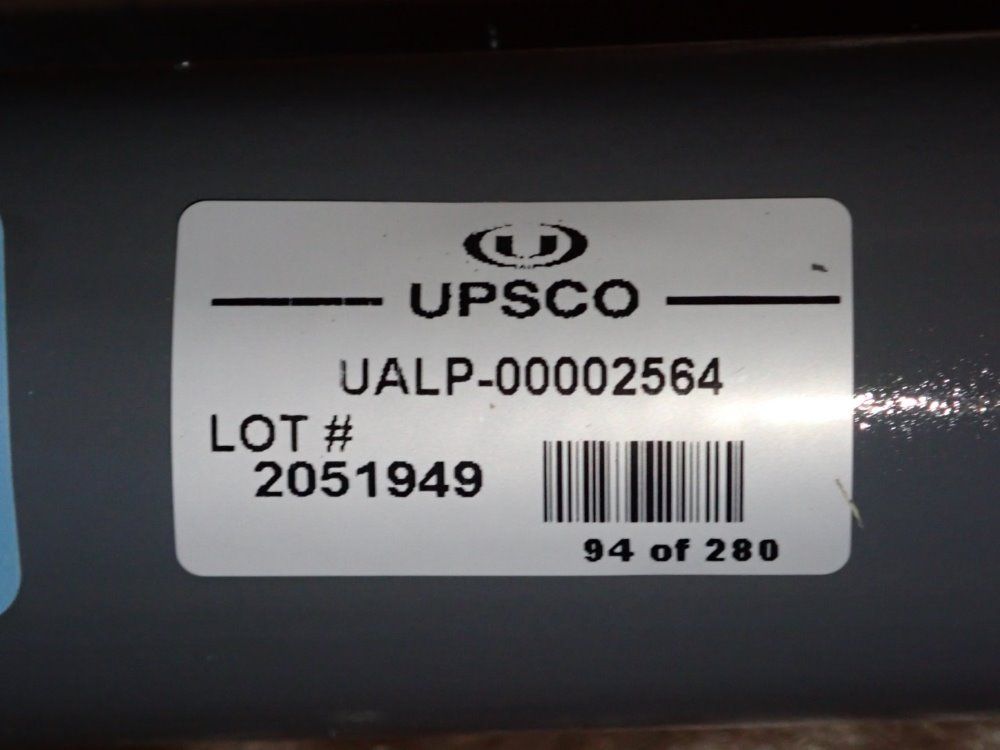 U
UPSCO
UALP-00002564
LOT #
2051949
94 of 280